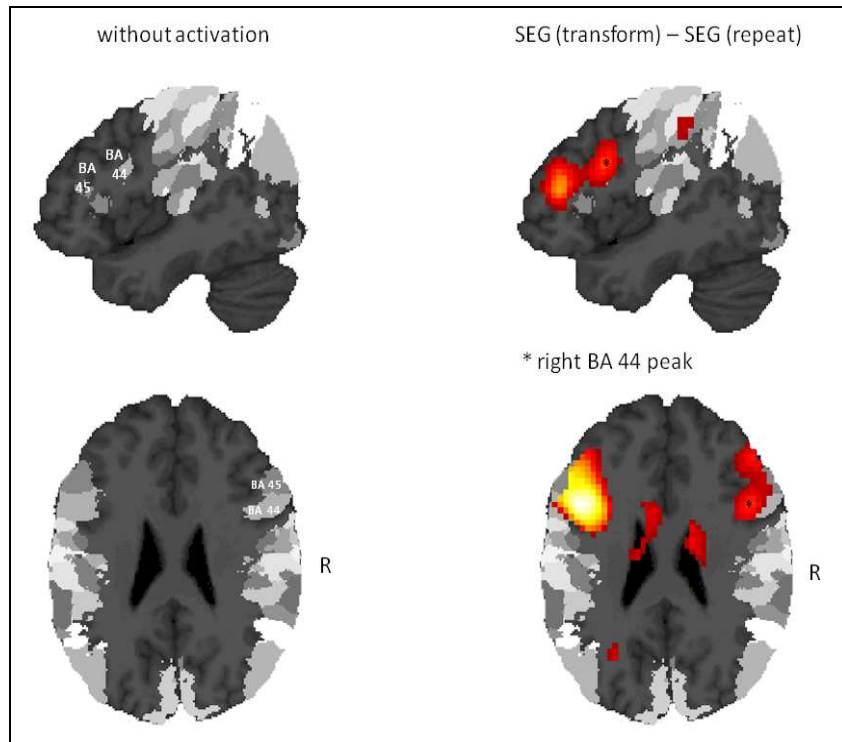 without activation
SEG (transform) – SEG (repeat)
BA
44
BA
45
* right BA 44 peak
*
BA 45
BA 44
*
R
R